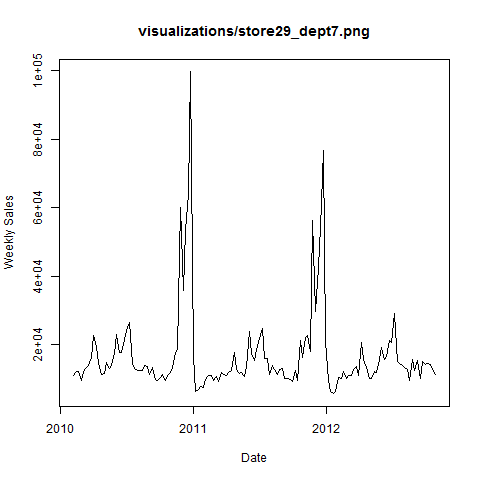 visualizations/store29_dept7.png
Weekly Sales
1e+05
8e+04
6e+04
4e+04
2e+04
2010
2011
2012
Date